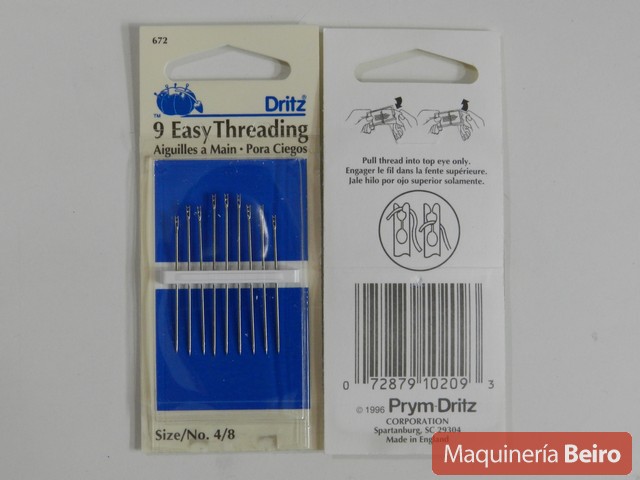 672
Dritz®
™
9 Easy Threading
Aiguilles a Main • Pora Ciegos
Size/No. 4/8
Pull thread into top eye only.
Engager le fil dans la fente supérieure.
Jale hilo por ojo superior solamente.
0 72879 10209 3
© 1996 Prym-Dritz
CORPORATION
Spartanburg, SC 29304
Made in England
Maquinería Beiro